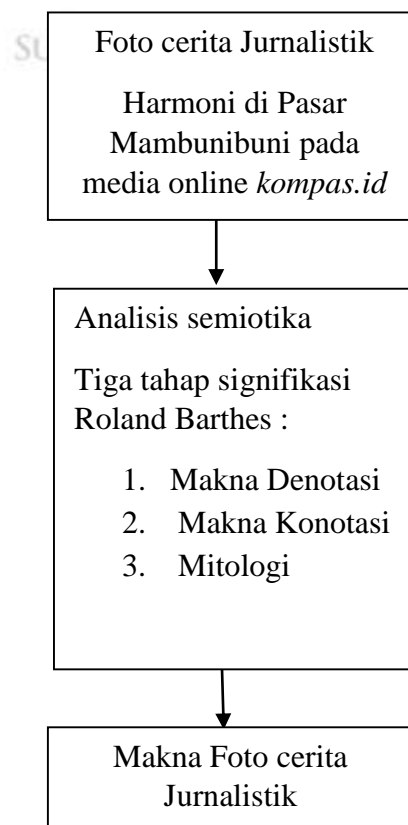 Foto cerita Jurnalistik
Harmoni di Pasar
Mambunibuni pada
media online kompas.id
Analisis semiotika
Tiga tahap signifikasi
Roland Barthes :
1. Makna Denotasi
2. Makna Konotasi
3. Mitologi
Makna Foto cerita
Jurnalistik